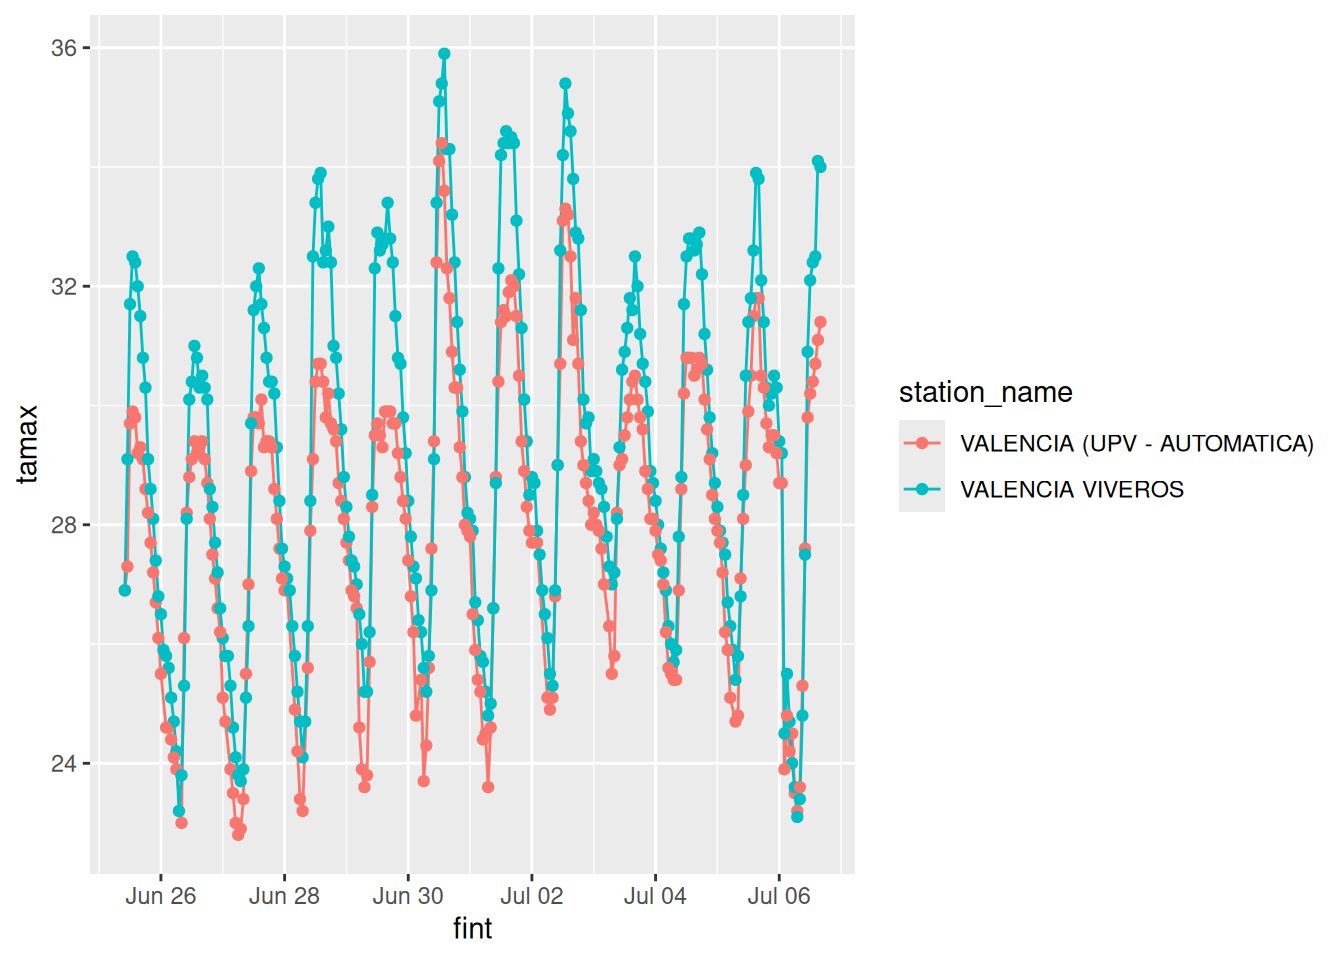 36
32
28
24
tamax
Jun 26
Jun 28
Jun 30
Jul 02
Jul 04
Jul 06
fint
station_name
VALENCIA (UPV - AUTOMATICA)
VALENCIA VIVEROS